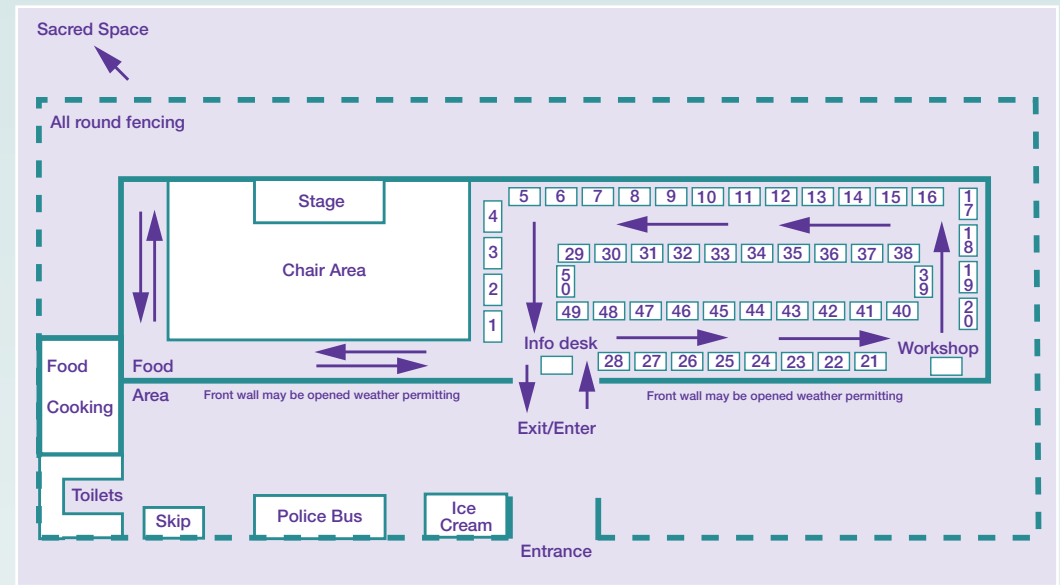 Sacred Space
All round fencing
Stage
Chair Area
4
3
2
1
5 6 7 8 9 10 11 12 13 14 15 16
17
18
19
20
29 30 31 32 33 34 35 36 37 38
50
39
49 48 47 46 45 44 43 42 41 40
Info desk
28 27 26 25 24 23 22 21
Workshop
Food
Cooking
Food
Area
Front wall may be opened weather permitting
Front wall may be opened weather permitting
Exit/Enter
Toilets
Skip
Police Bus
Ice
Cream
Entrance